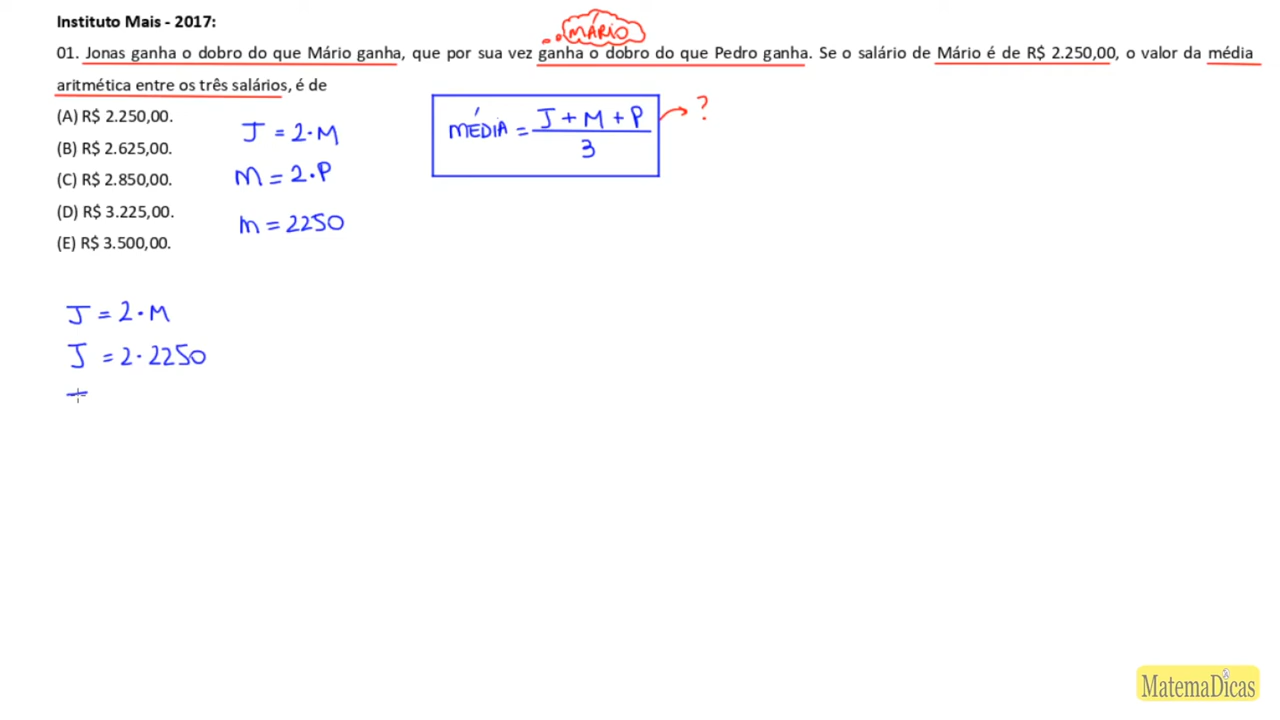 Instituto Mais - 2017:
MÁRIO
01. Jonas ganha o dobro do que Mário ganha, que por sua vez ganha o dobro do que Pedro ganha. Se o salário de Mário é de R$ 2.250,00, o valor da média
aritmética entre os três salários, é de
(A) R$ 2.250,00.
(B) R$ 2.625,00.
(C) R$ 2.850,00.
(D) R$ 3.225,00.
(E) R$ 3.500,00.
J = 2·M
M = 2·P
m = 2250
MÉDIA = J + M + P
3
?
J = 2·M
J = 2·2250
MatemaDicas